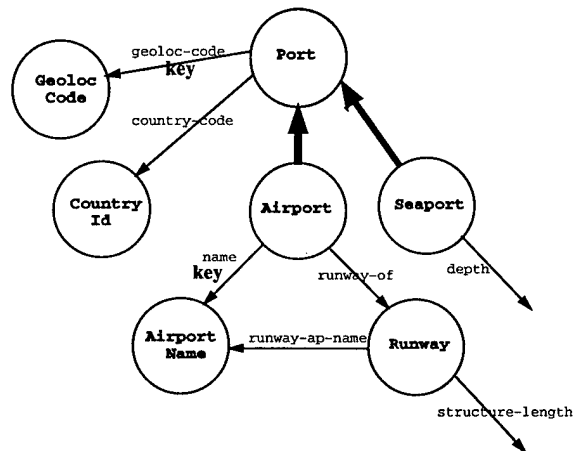 geoloc-code
key
Port
Geoloc
Code
country-code
Country
Id
Airport
Seaport
name
key
runway-of
depth
Airport
Name
runway-ap-name
Runway
structure-length